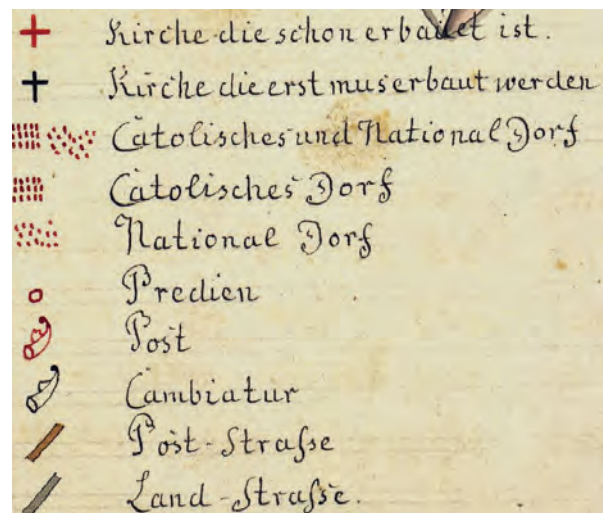 Kirche die schon erbauet ist.
Kirche die erst mus erbaut werden
Catolisches und National Dorf
Catolisches Dorf
National Dorf
Predien
Post
Cambiatur
Post-Straſse
Land-Straſse.